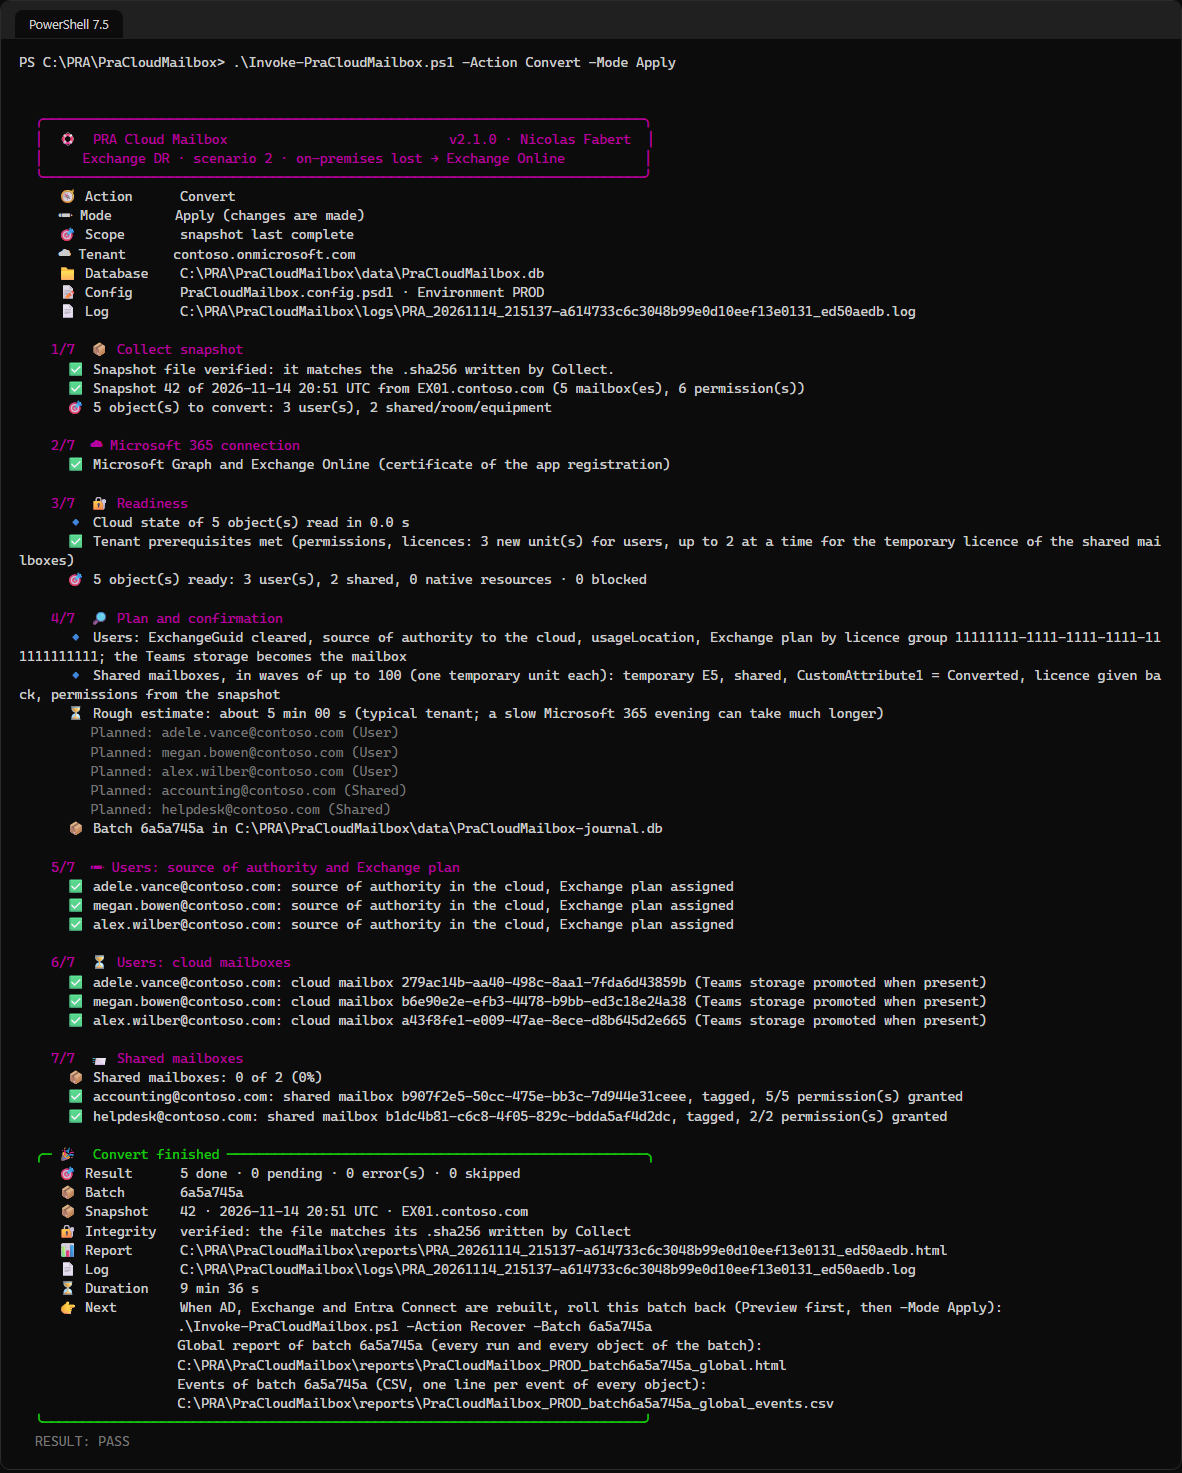 PowerShell 7.5
PS C:\PRA\PraCloudMailbox> .\Invoke-PraCloudMailbox.ps1 -Action Convert -Mode Apply
PRA Cloud Mailbox v2.1.0 · Nicolas Fabert
Exchange DR · scenario 2 · on-premises lost → Exchange Online
Action Convert
Mode Apply (changes are made)
Scope snapshot last complete
Tenant contoso.onmicrosoft.com
Database C:\PRA\PraCloudMailbox\data\PraCloudMailbox.db
Config PraCloudMailbox.config.psd1 · Environment PROD
Log C:\PRA\PraCloudMailbox\logs\PRA_20261114_215137-a614733c6c3048b99e0d10eef13e0131_ed50aedb.log
1/7 Collect snapshot
Snapshot file verified: it matches the .sha256 written by Collect.
Snapshot 42 of 2026-11-14 20:51 UTC from EX01.contoso.com (5 mailbox(es), 6 permission(s))
5 object(s) to convert: 3 user(s), 2 shared/room/equipment
2/7 Microsoft 365 connection
Microsoft Graph and Exchange Online (certificate of the app registration)
3/7 Readiness
Cloud state of 5 object(s) read in 0.0 s
Tenant prerequisites met (permissions, licences: 3 new unit(s) for users, up to 2 at a time for the temporary licence of the shared mai
lboxes)
5 object(s) ready: 3 user(s), 2 shared, 0 native resources · 0 blocked
4/7 Plan and confirmation
Users: ExchangeGuid cleared, source of authority to the cloud, usageLocation, Exchange plan by licence group 11111111-1111-1111-1111-11
1111111111; the Teams storage becomes the mailbox
Shared mailboxes, in waves of up to 100 (one temporary unit each): temporary E5, shared, CustomAttribute1 = Converted, licence given ba
ck, permissions from the snapshot
Rough estimate: about 5 min 00 s (typical tenant; a slow Microsoft 365 evening can take much longer)
Planned: adele.vance@contoso.com (User)
Planned: megan.bowen@contoso.com (User)
Planned: alex.wilber@contoso.com (User)
Planned: accounting@contoso.com (Shared)
Planned: helpdesk@contoso.com (Shared)
Batch 6a5a745a in C:\PRA\PraCloudMailbox\data\PraCloudMailbox-journal.db
5/7 Users: source of authority and Exchange plan
adele.vance@contoso.com: source of authority in the cloud, Exchange plan assigned
megan.bowen@contoso.com: source of authority in the cloud, Exchange plan assigned
alex.wilber@contoso.com: source of authority in the cloud, Exchange plan assigned
6/7 Users: cloud mailboxes
adele.vance@contoso.com: cloud mailbox 279ac14b-aa40-498c-8aa1-7fda6d43859b (Teams storage promoted when present)
megan.bowen@contoso.com: cloud mailbox b6e90e2e-efb3-4478-b9bb-ed3c18e24a38 (Teams storage promoted when present)
alex.wilber@contoso.com: cloud mailbox a43f8fe1-e009-47ae-8ece-d8b645d2e665 (Teams storage promoted when present)
7/7 Shared mailboxes
Shared mailboxes: 0 of 2 (0%)
accounting@contoso.com: shared mailbox b907f2e5-50cc-475e-bb3c-7d944e31ceee, tagged, 5/5 permission(s) granted
helpdesk@contoso.com: shared mailbox b1dc4b81-c6c8-4f05-829c-bdda5af4d2dc, tagged, 2/2 permission(s) granted
Convert finished
Result 5 done · 0 pending · 0 error(s) · 0 skipped
Batch 6a5a745a
Snapshot 42 · 2026-11-14 20:51 UTC · EX01.contoso.com
Integrity verified: the file matches its .sha256 written by Collect
Report C:\PRA\PraCloudMailbox\reports\PRA_20261114_215137-a614733c6c3048b99e0d10eef13e0131_ed50aedb.html
Log C:\PRA\PraCloudMailbox\logs\PRA_20261114_215137-a614733c6c3048b99e0d10eef13e0131_ed50aedb.log
Duration 9 min 36 s
Next When AD, Exchange and Entra Connect are rebuilt, roll this batch back (Preview first, then -Mode Apply):
.\Invoke-PraCloudMailbox.ps1 -Action Recover -Batch 6a5a745a
Global report of batch 6a5a745a (every run and every object of the batch):
C:\PRA\PraCloudMailbox\reports\PraCloudMailbox_PROD_batch6a5a745a_global.html
Events of batch 6a5a745a (CSV, one line per event of every object):
C:\PRA\PraCloudMailbox\reports\PraCloudMailbox_PROD_batch6a5a745a_global_events.csv
RESULT: PASS